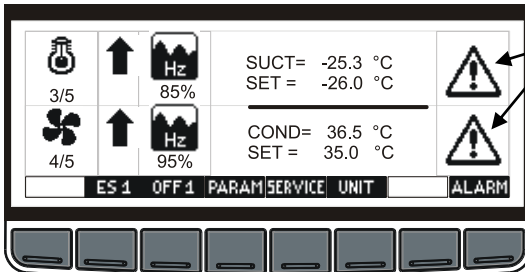 Hz
SUCT= -25.3 °C
3/5
85%
SET = -26.0 °C
Hz
COND= 36.5 °C
4/5
95%
SET = 35.0 °C
ES 1 OFF 1 PARAM SERVICE UNIT ALARM